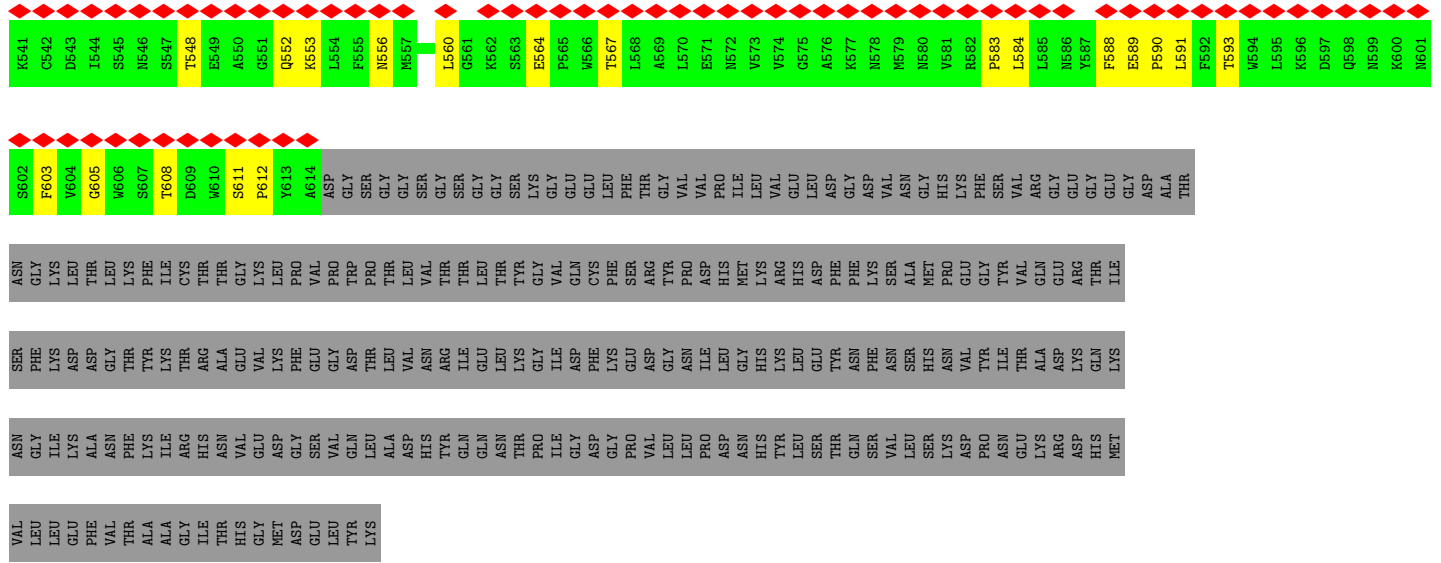 K541 C542 D543 I544 S545 N546 S547 T548 E549 A550 G551 Q552 K553 L554 F555 N556 M557 L560 G561 K562 S563 E564 P565 W566 T567 L568 A569 L570 E571 N572 V573 V574 G575 A576 K577 N578 M579 N580 V581 R582 P583 L584 L585 N586 Y587 F588 E589 P590 L591 F592 T593 W594 L595 K596 D597 Q598 N599 K600 N601
S602 F603 V604 G605 W606 S607 T608 D609 W610 S611 P612 Y613 A614 ASP GLY SER GLY GLY SER GLY SER GLY GLY SER LYS GLY GLU GLU LEU PHE THR GLY VAL VAL PRO ILE LEU VAL GLU LEU ASP GLY ASP VAL ASN GLY HIS LYS PHE SER VAL ARG GLY GLU GLY GLU GLY ASP ALA THR
ASN GLY LYS LEU THR LEU LYS PHE ILE CYS THR THR GLY LYS LEU PRO VAL PRO TRP PRO THR LEU VAL THR THR LEU THR TYR GLY VAL GLN CYS PHE SER ARG TYR PRO ASP HIS MET LYS ARG HIS ASP PHE PHE LYS SER ALA MET PRO GLU GLY TYR VAL GLN GLU ARG THR ILE
SER PHE LYS ASP ASP GLY THR TYR LYS THR ARG ALA GLU VAL LYS PHE GLU GLY ASP THR LEU VAL ASN ARG ILE GLU LEU LYS GLY ILE ASP PHE LYS GLU ASP GLY ASN ILE LEU GLY HIS LYS LEU GLU TYR ASN PHE ASN SER HIS ASN VAL TYR ILE THR ALA ASP LYS GLN LYS
ASN GLY ILE LYS ALA ASN PHE LYS ILE ARG HIS ASN VAL GLU ASP GLY SER VAL GLN LEU ALA ASP HIS TYR GLN GLN ASN THR PRO ILE GLY ASP GLY PRO VAL LEU LEU PRO ASP ASN HIS TYR LEU SER THR GLN SER VAL LEU SER LYS ASP PRO ASN GLU LYS ARG ASP HIS MET
VAL LEU LEU GLU PHE VAL THR ALA ALA GLY ILE THR HIS GLY MET ASP GLU LEU TYR LYS